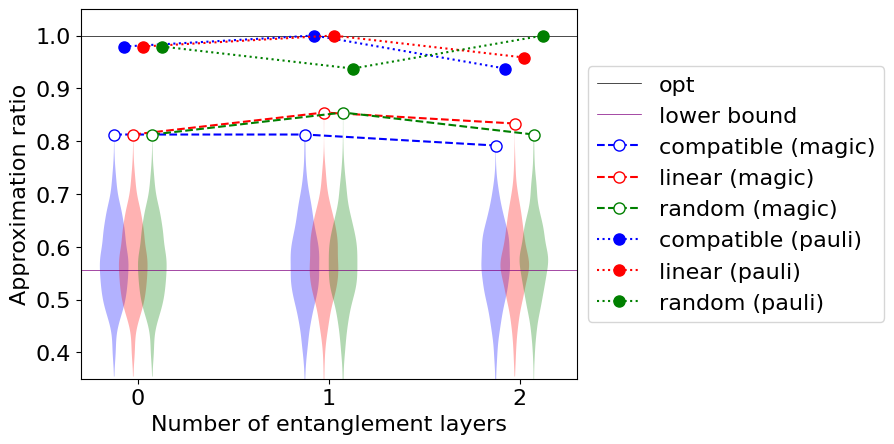 1.0
0.9
0.8
0.7
0.6
0.5
0.4
Approximation ratio
0 1 2
Number of entanglement layers
opt
lower bound
compatible (magic)
linear (magic)
random (magic)
compatible (pauli)
linear (pauli)
random (pauli)